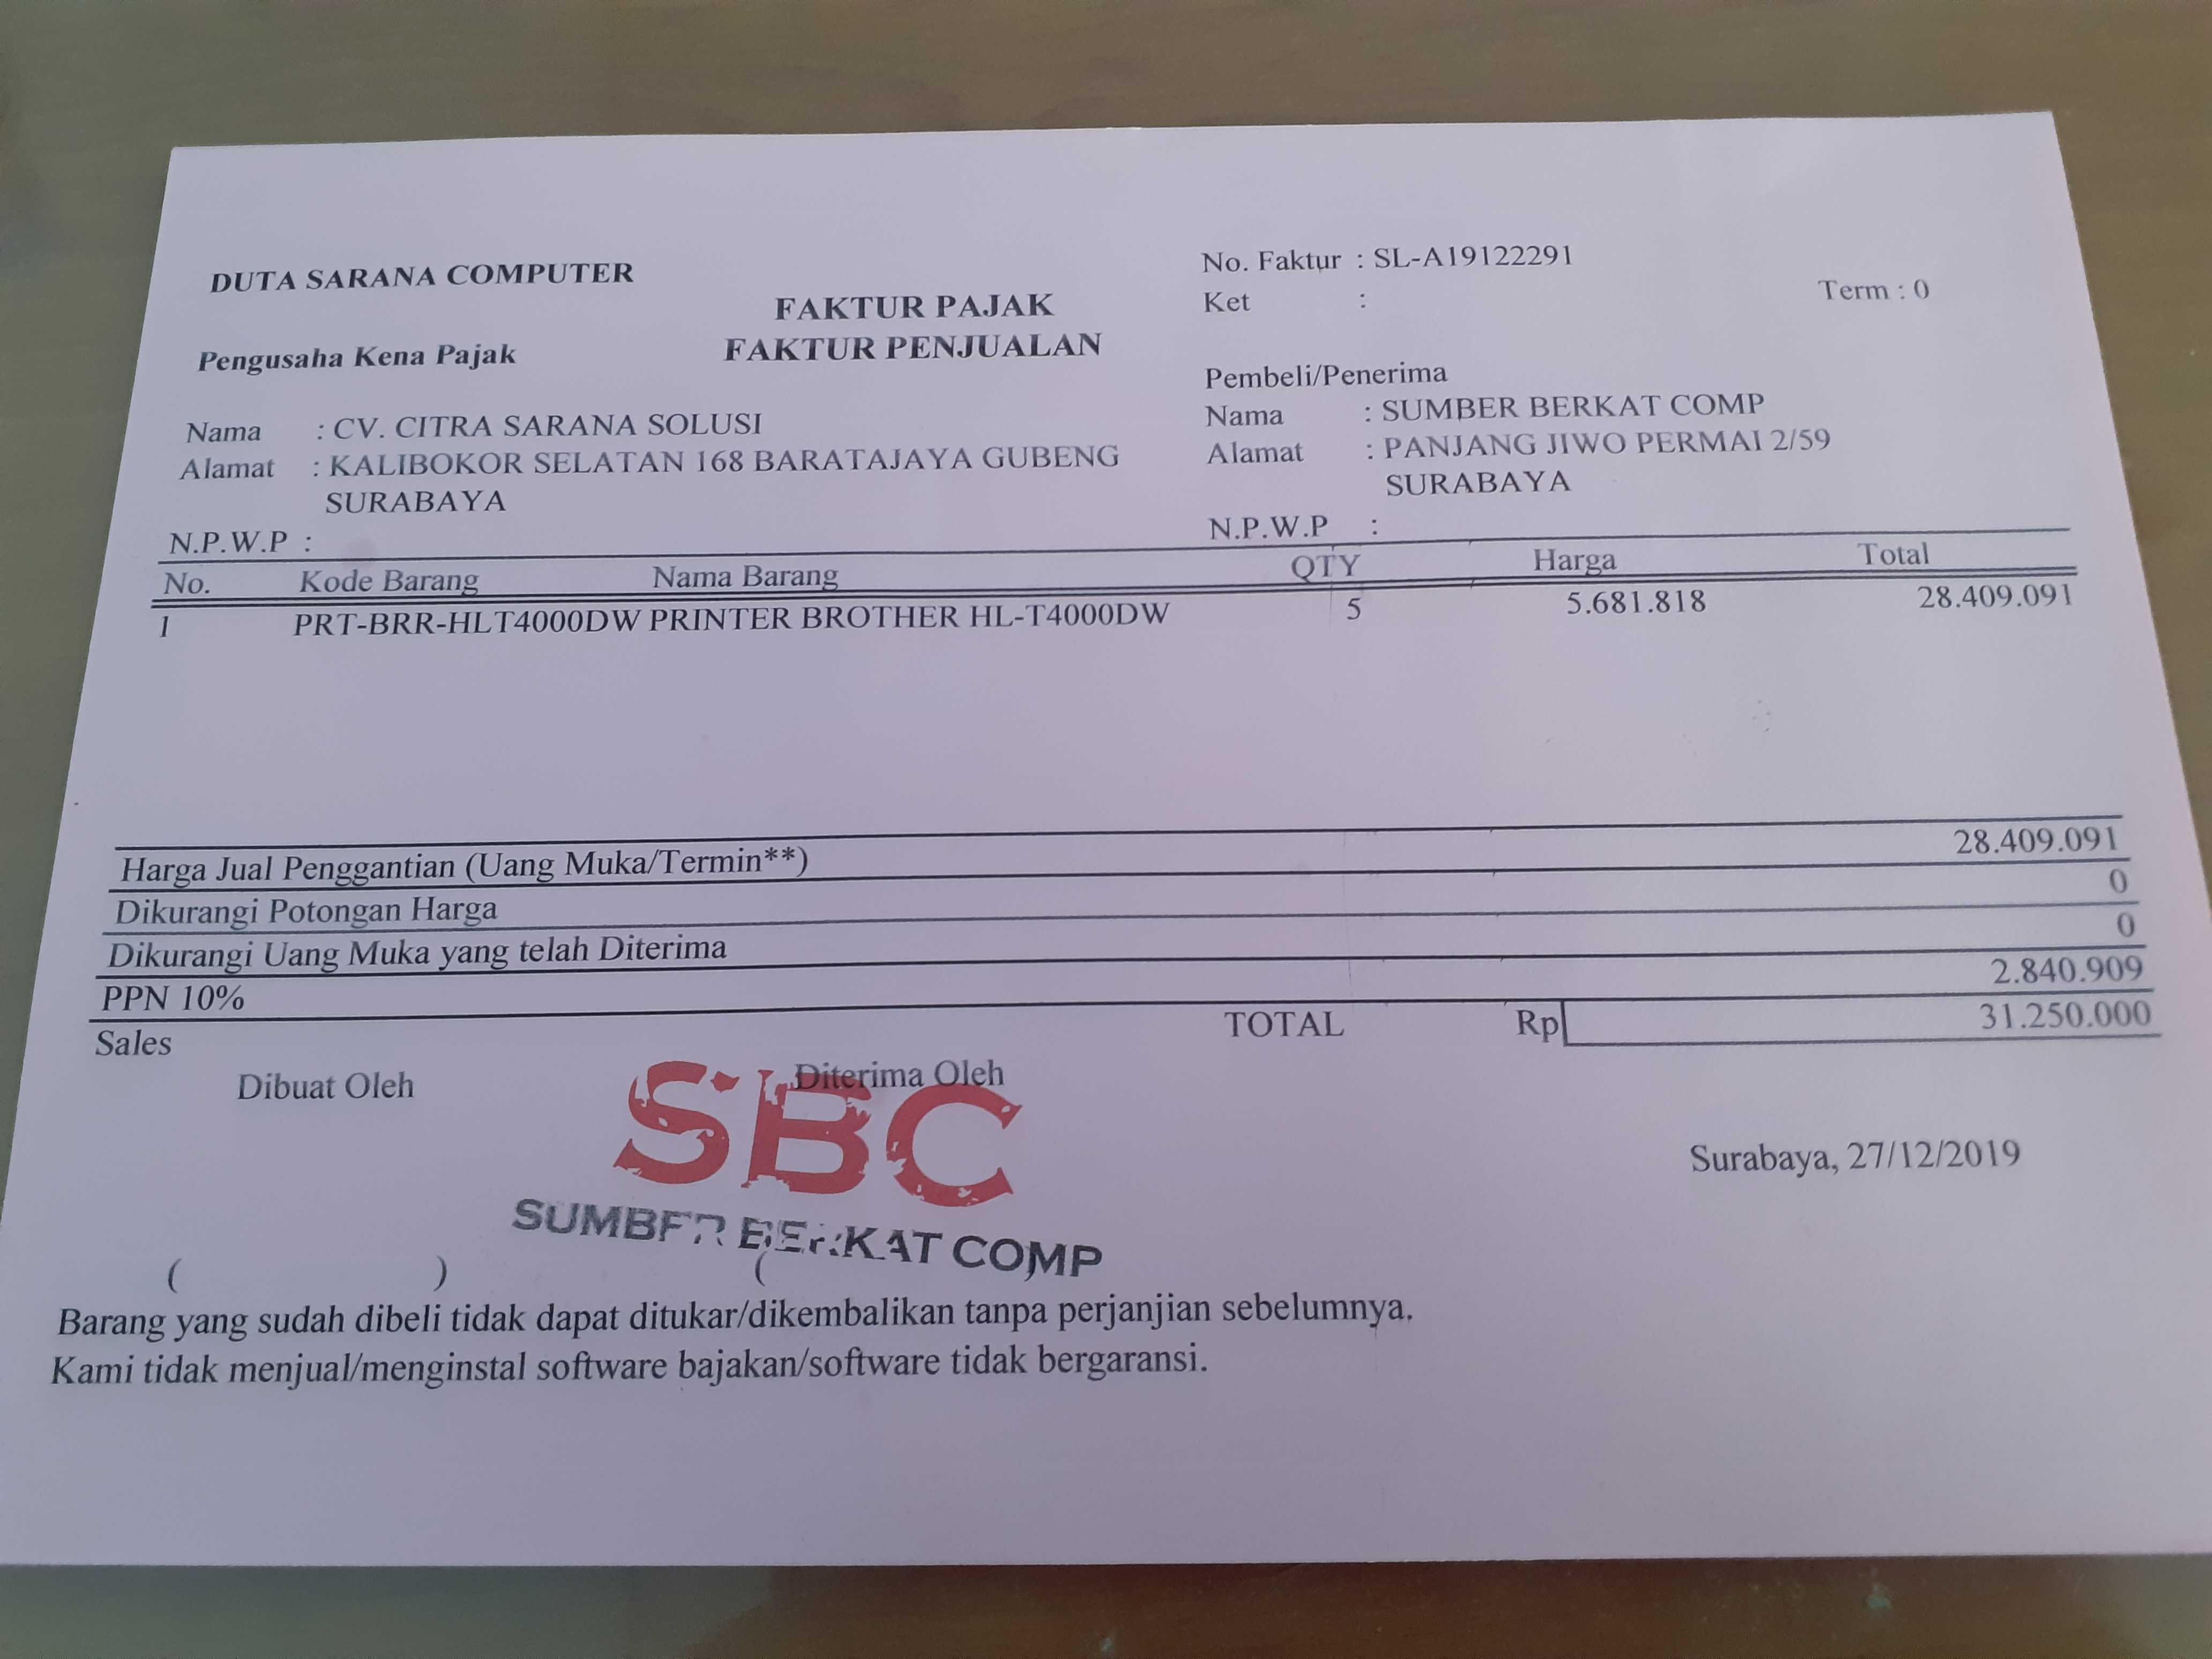 DUTA SARANA COMPUTER
FAKTUR PAJAK
FAKTUR PENJUALAN
Pengusaha Kena Pajak
Nama : CV. CITRA SARANA SOLUSI
Alamat : KALIBOKOR SELATAN 168 BARATAJAYA GUBENG
SURABAYA
N.P.W.P :
No. Faktur : SL-A19122291
Ket :
Term : 0
Pembeli/Penerima
Nama : SUMBER BERKAT COMP
Alamat : PANJANG JIWO PERMAI 2/59
SURABAYA
N.P.W.P :
No. Kode Barang Nama Barang QTY Harga Total
1 PRT-BRR-HLT4000DW PRINTER BROTHER HL-T4000DW 5 5.681.818 28.409.091
Harga Jual Penggantian (Uang Muka/Termin**) 28.409.091
Dikurangi Potongan Harga 0
Dikurangi Uang Muka yang telah Diterima 0
PPN 10% 2.840.909
Sales TOTAL Rp 31.250.000
Dibuat Oleh Diterima Oleh
SBC
SUMBER BERKAT COMP
Surabaya, 27/12/2019
( ) (
Barang yang sudah dibeli tidak dapat ditukar/dikembalikan tanpa perjanjian sebelumnya.
Kami tidak menjual/menginstal software bajakan/software tidak bergaransi.